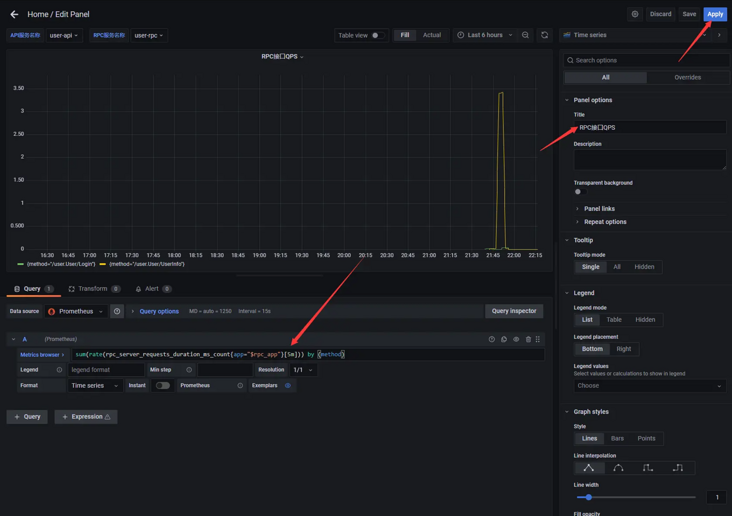 Home / Edit Panel
Discard
Save
Apply
API服务名称
user-api
RPC服务名称
user-rpc
Table view
Fill
Actual
Last 6 hours
Time series
RPC接口QPS
3.50
3
2.50
2
1.50
1
0.500
0
16:30 16:45 17:00 17:15 17:30 17:45 18:00 18:15 18:30 18:45 19:00 19:15 19:30 19:45 20:00 20:15 20:30 20:45 21:00 21:15 21:30 21:45 22:00 22:15
{method="/user.User/Login"} {method="/user.User/UserInfo"}
Query 1
Transform 0
Alert 0
Data source
Prometheus
Query options
MD = auto = 1250
Interval = 15s
Query inspector
A
(Prometheus)
Metrics browser
sum(rate(rpc_server_requests_duration_ms_count{app="$rpc_app"}[5m])) by (method)
Legend
legend format
Min step
Resolution
1/1
Format
Time series
Instant
Prometheus
Exemplars
+ Query
+ Expression
Search options
All
Overrides
Panel options
Title
RPC接口QPS
Description
Transparent background
Panel links
Repeat options
Tooltip
Tooltip mode
Single
All
Hidden
Legend
Legend mode
List
Table
Hidden
Legend placement
Bottom
Right
Legend values
Select values or calculations to show in legend
Choose
Graph styles
Style
Lines
Bars
Points
Line interpolation
Line width
1
Fill opacity